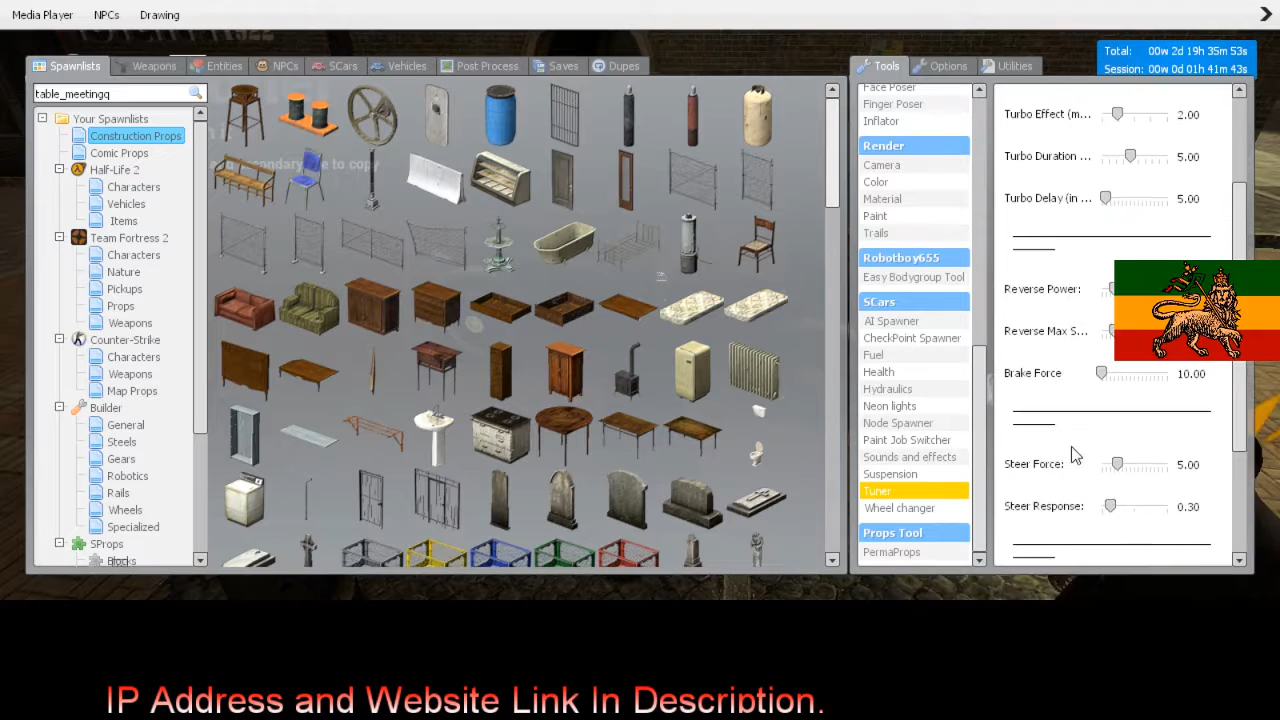 Media Player NPCs Drawing
Total: 00w 2d 19h 35m 53s
Session: 00w 0d 01h 41m 43s
Spawnlists Weapons Entities NPCs SCars Vehicles Post Process Saves Dupes
Tools Options Utilities
table_meetingq
Your Spawnlists
Construction Props
Comic Props
Half-Life 2
Characters
Vehicles
Items
Team Fortress 2
Characters
Nature
Pickups
Props
Weapons
Counter-Strike
Characters
Weapons
Map Props
Builder
General
Steels
Gears
Robotics
Rails
Wheels
Specialized
SProps
Blocks
Face Poser
Finger Poser
Inflator
Render
Camera
Color
Material
Paint
Trails
Robotboy655
Easy Bodygroup Tool
SCars
AI Spawner
CheckPoint Spawner
Fuel
Health
Hydraulics
Neon lights
Node Spawner
Paint Job Switcher
Sounds and effects
Suspension
Tuner
Wheel changer
Props Tool
PermaProps
Turbo Effect (m... 2.00
Turbo Duration ... 5.00
Turbo Delay (in ... 5.00
Reverse Power:
Reverse Max S...
Brake Force 10.00
Steer Force: 5.00
Steer Response: 0.30
IP Address and Website Link In Description.